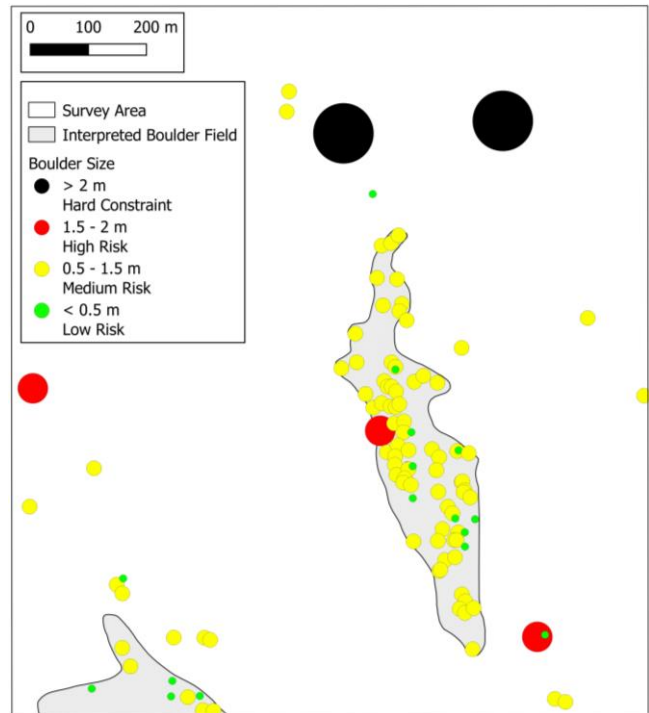 0 100 200 m
Survey Area
Interpreted Boulder Field
Boulder Size
> 2 m
Hard Constraint
1.5 - 2 m
High Risk
0.5 - 1.5 m
Medium Risk
< 0.5 m
Low Risk